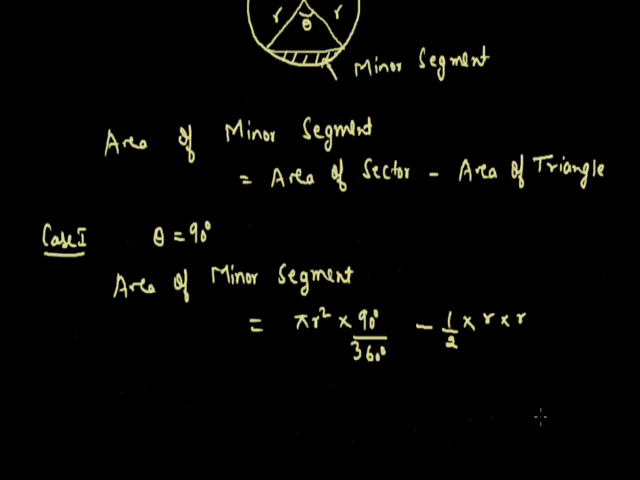 r r
θ
Minor Segment
Area of Minor Segment
= Area of Sector - Area of Triangle
Case I θ = 90°
Area of Minor Segment
= πr² × 90°/360° - 1/2 × r × r